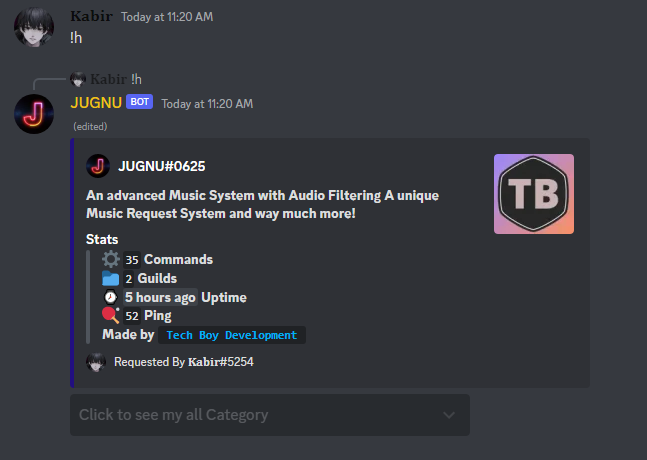 Kabir Today at 11:20 AM
!h
Kabir !h
J
JUGNU BOT Today at 11:20 AM
(edited)
J JUGNU#0625
TB
An advanced Music System with Audio Filtering A unique
Music Request System and way much more!
Stats
35 Commands
2 Guilds
5 hours ago Uptime
52 Ping
Made by Tech Boy Development
Requested By Kabir#5254
Click to see my all Category